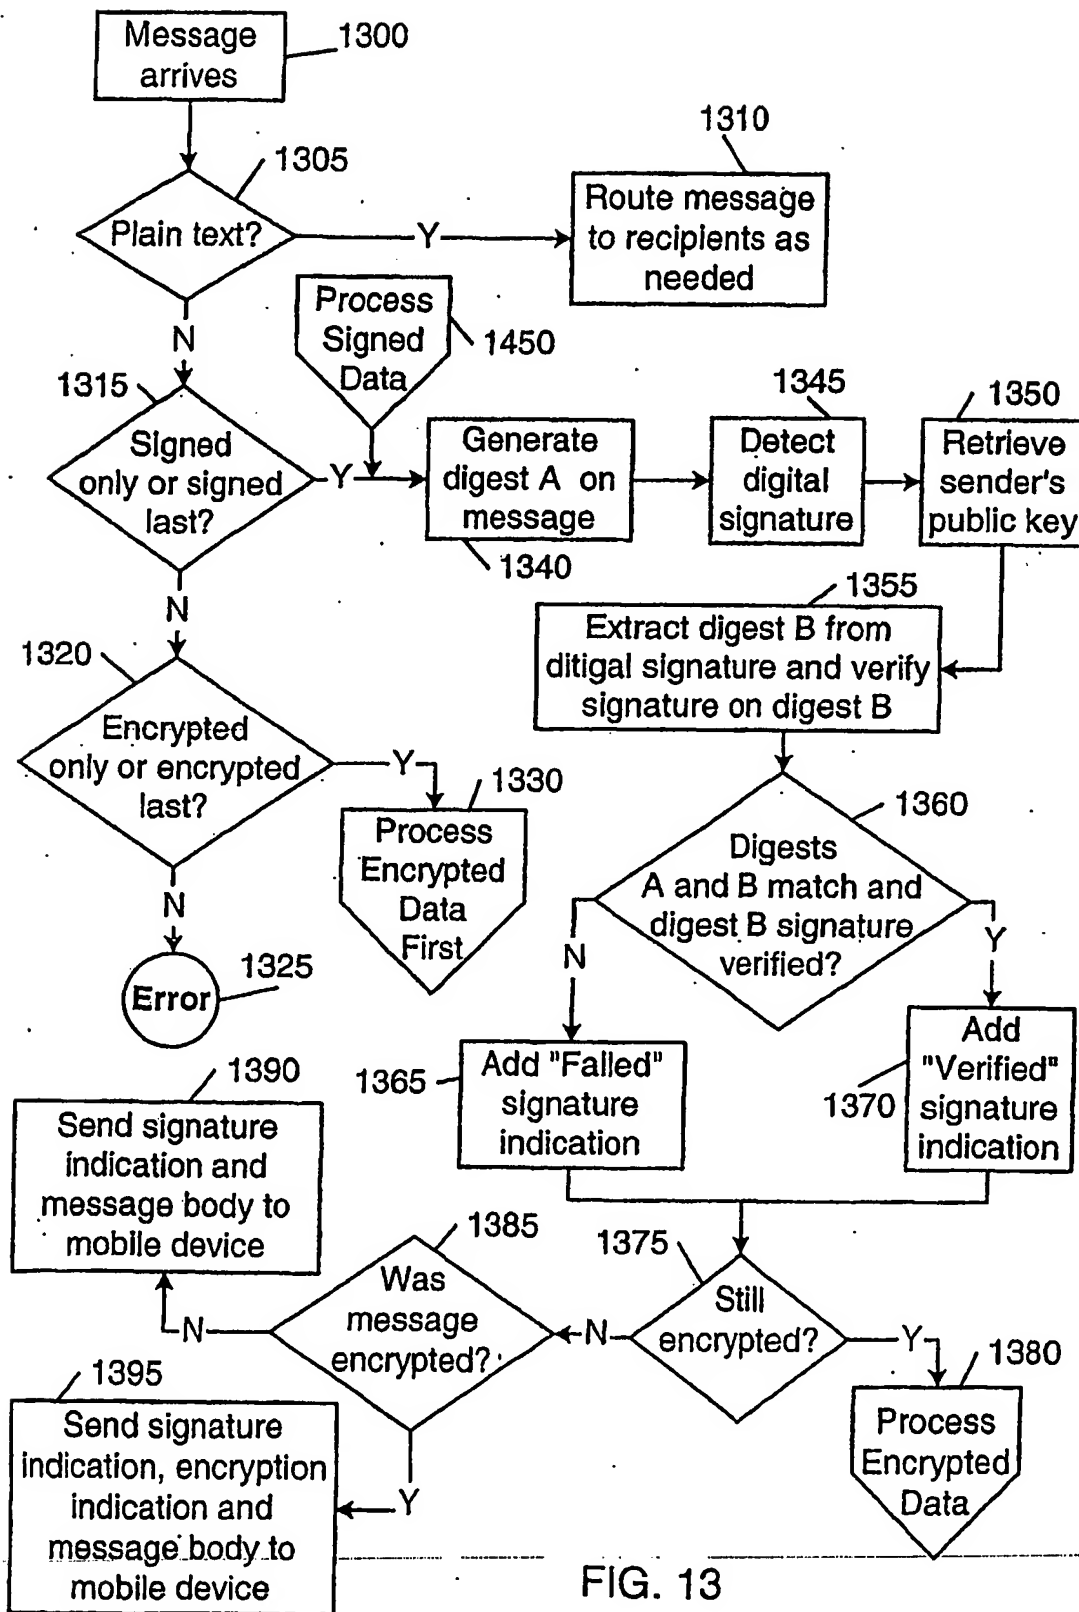 Message
arrives
1300
1305
Plain text?
Y
1310
Route message
to recipients as
needed
N
Process
Signed
Data
1450
1315
Signed
only or signed
last?
Y
Generate
digest A on
message
1340
1345
Detect
digital
signature
1350
Retrieve
sender's
public key
N
1355
Extract digest B from
ditigal signature and verify
signature on digest B
1320
Encrypted
only or encrypted
last?
Y
1330
Process
Encrypted
Data
First
1360
Digests
A and B match and
digest B signature
verified?
N
Y
N
Error
1325
1365
Add "Falled"
signature
indication
1370
Add
"Verified"
signature
indication
1390
Send signature
indication and
message body to
mobile device
1385
Was
message
encrypted?
N
1375
Still
encrypted?
N
Y
1380
Process
Encrypted
Data
1395
Send signature
indication, encryption
indication and
message body to
mobile device
Y
FIG. 13